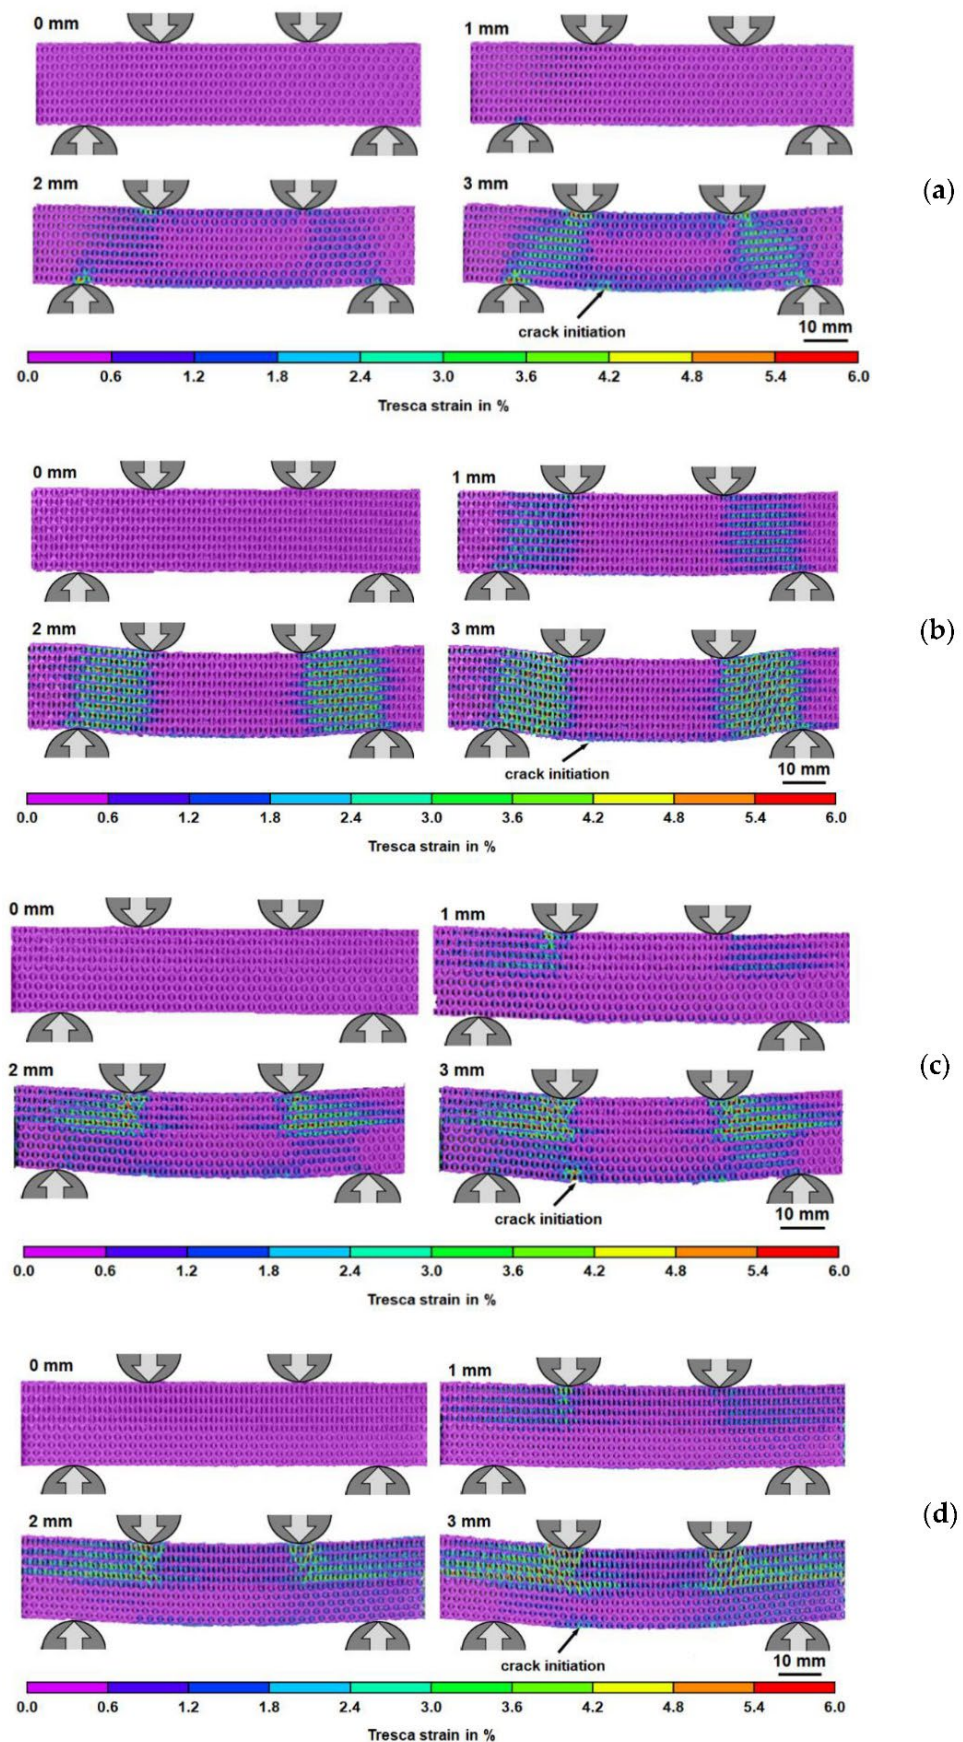 0 mm 1 mm
2 mm 3 mm
(a)
crack initiation
10 mm
0.0 0.6 1.2 1.8 2.4 3.0 3.6 4.2 4.8 5.4 6.0
Tresca strain in %
0 mm 1 mm
2 mm 3 mm
(b)
crack initiation
10 mm
0.0 0.6 1.2 1.8 2.4 3.0 3.6 4.2 4.8 5.4 6.0
Tresca strain in %
0 mm 1 mm
2 mm 3 mm
(c)
crack initiation
10 mm
0.0 0.6 1.2 1.8 2.4 3.0 3.6 4.2 4.8 5.4 6.0
Tresca strain in %
0 mm 1 mm
2 mm 3 mm
(d)
crack initiation
10 mm
0.0 0.6 1.2 1.8 2.4 3.0 3.6 4.2 4.8 5.4 6.0
Tresca strain in %